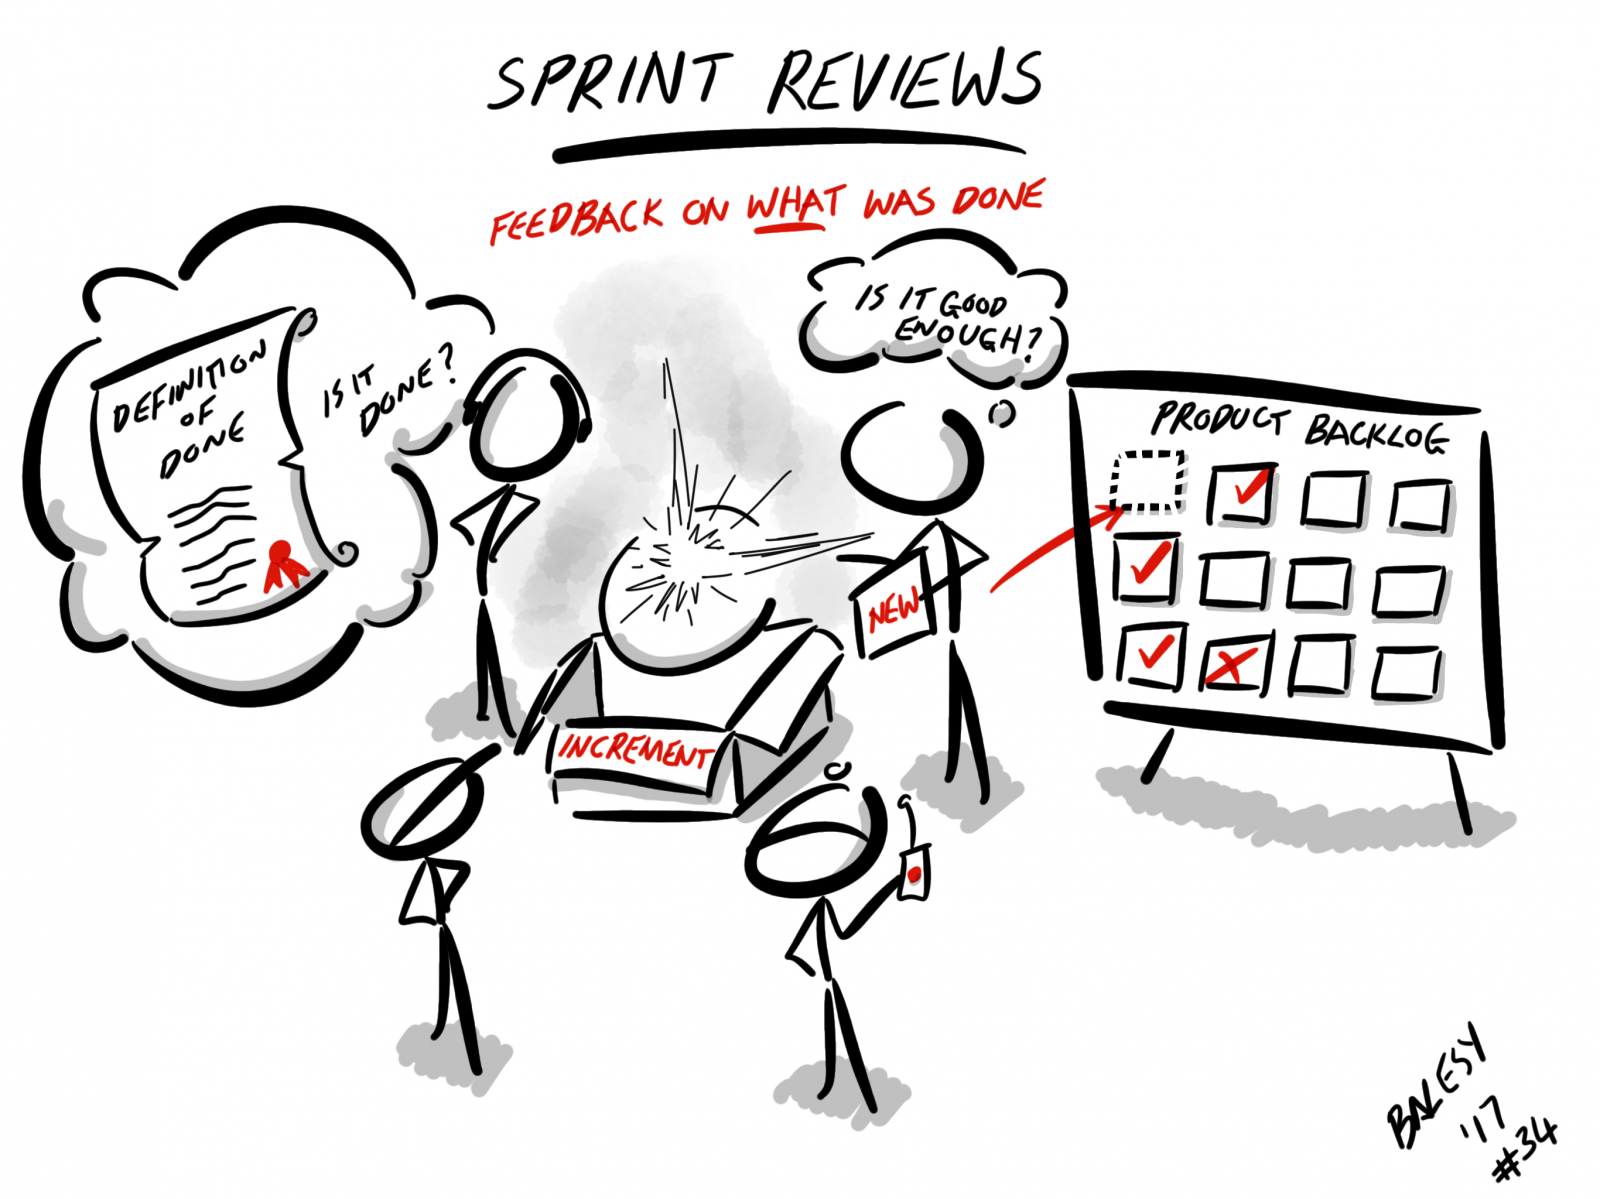 SPRINT REVIEWS
FEEDBACK ON WHAT WAS DONE
DEFINITION
OF
DONE
IS IT
DONE?
IS IT GOOD
ENOUGH?
PRODUCT BACKLOG
NEW
INCREMENT
BALESY
'17
#34